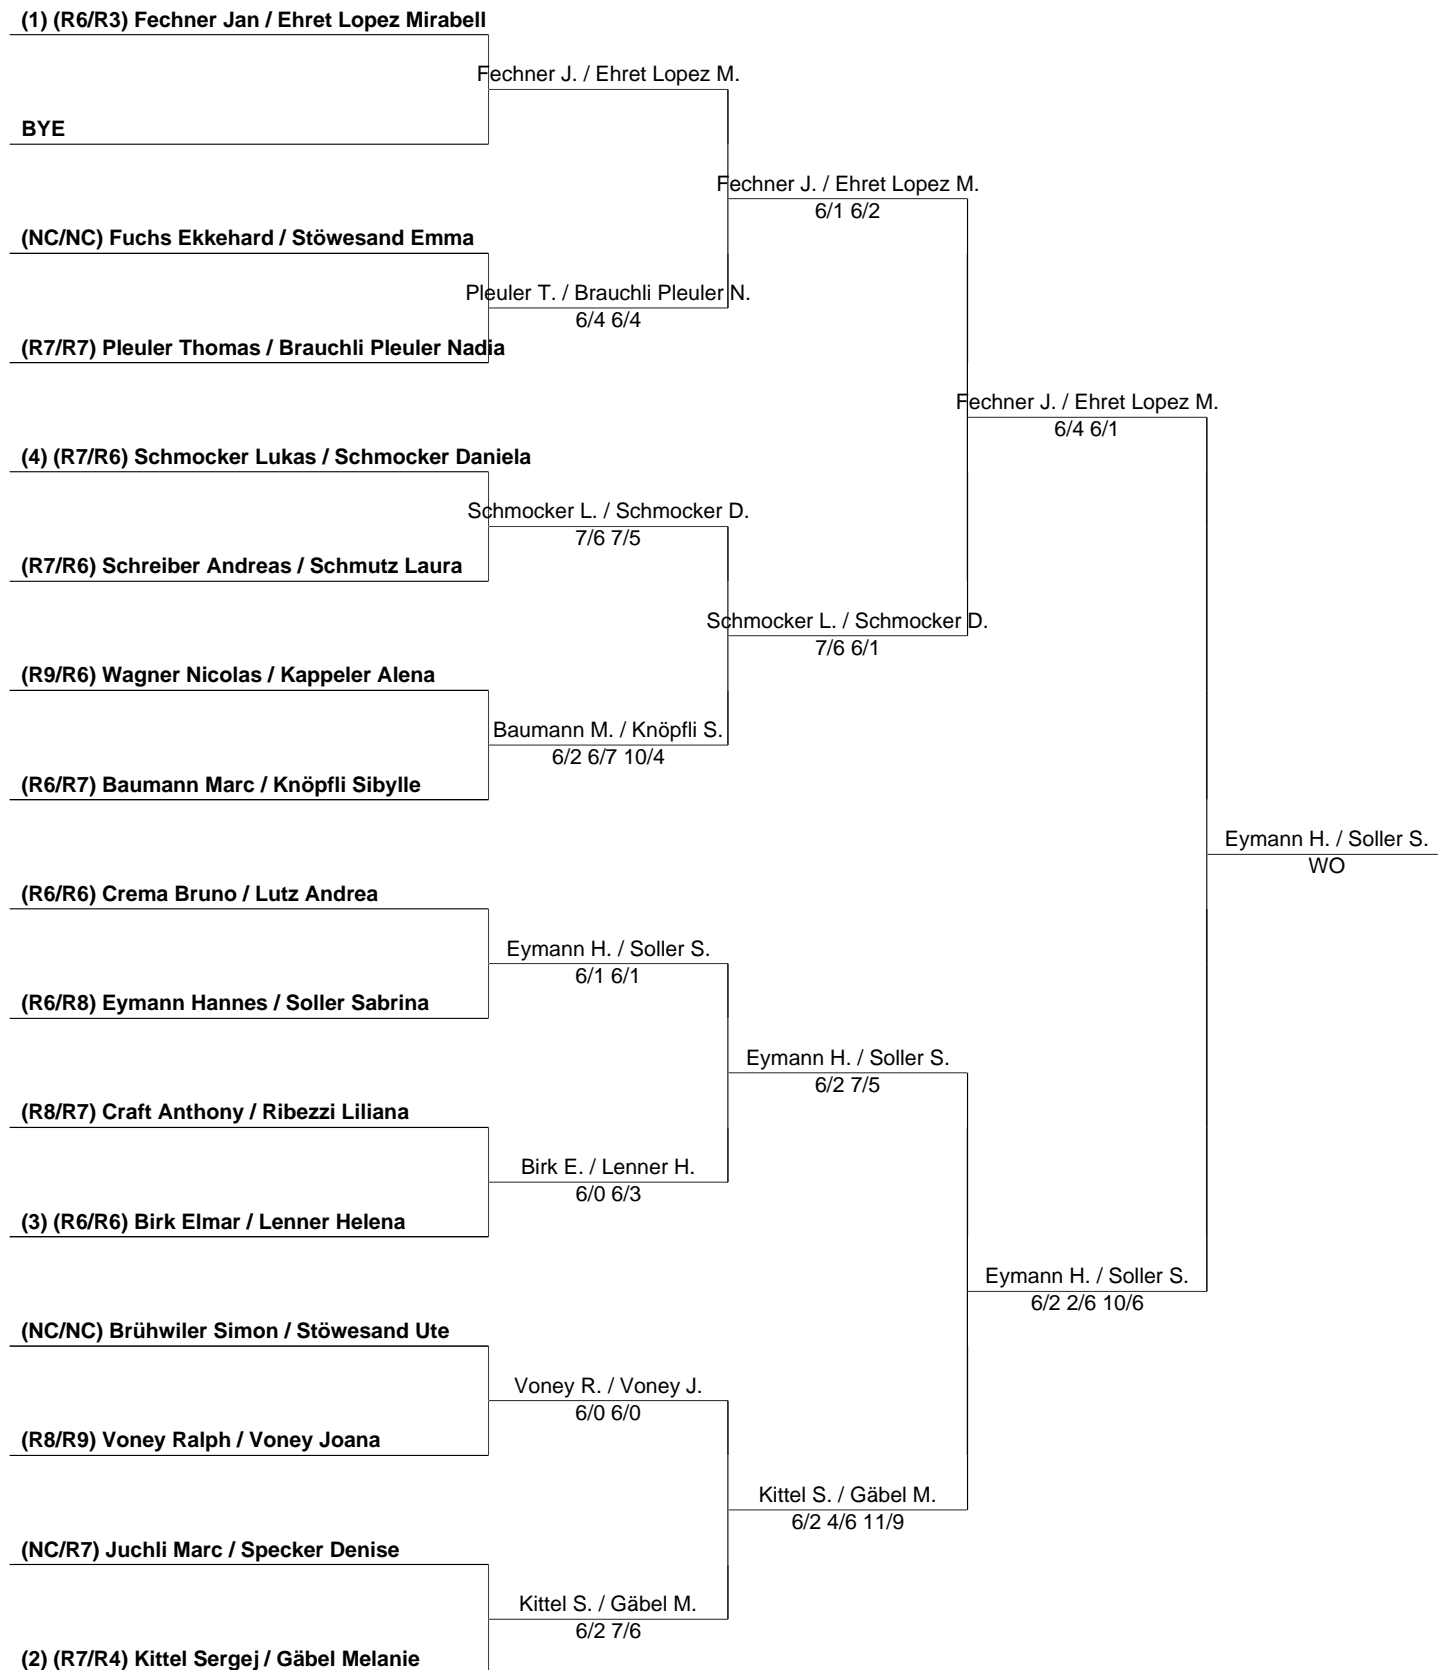 (1) (R6/R3) Fechner Jan / Ehret Lopez Mirabell
Fechner J. / Ehret Lopez M.
BYE
Fechner J. / Ehret Lopez M.
6/1 6/2
(NC/NC) Fuchs Ekkehard / Stöwesand Emma
Pleuler T. / Brauchli Pleuler N.
6/4 6/4
(R7/R7) Pleuler Thomas / Brauchli Pleuler Nadia
Fechner J. / Ehret Lopez M.
6/4 6/1
(4) (R7/R6) Schmocker Lukas / Schmocker Daniela
Schmocker L. / Schmocker D.
7/6 7/5
(R7/R6) Schreiber Andreas / Schmutz Laura
Schmocker L. / Schmocker D.
7/6 6/1
(R9/R6) Wagner Nicolas / Kappeler Alena
Baumann M. / Knöpfli S.
6/2 6/7 10/4
(R6/R7) Baumann Marc / Knöpfli Sibylle
Eymann H. / Soller S.
WO
(R6/R6) Crema Bruno / Lutz Andrea
Eymann H. / Soller S.
6/1 6/1
(R6/R8) Eymann Hannes / Soller Sabrina
Eymann H. / Soller S.
6/2 7/5
(R8/R7) Craft Anthony / Ribezzi Liliana
Birk E. / Lenner H.
6/0 6/3
(3) (R6/R6) Birk Elmar / Lenner Helena
Eymann H. / Soller S.
6/2 2/6 10/6
(NC/NC) Brühwiler Simon / Stöwesand Ute
Voney R. / Voney J.
6/0 6/0
(R8/R9) Voney Ralph / Voney Joana
Kittel S. / Gäbel M.
6/2 4/6 11/9
(NC/R7) Juchli Marc / Specker Denise
Kittel S. / Gäbel M.
6/2 7/6
(2) (R7/R4) Kittel Sergej / Gäbel Melanie